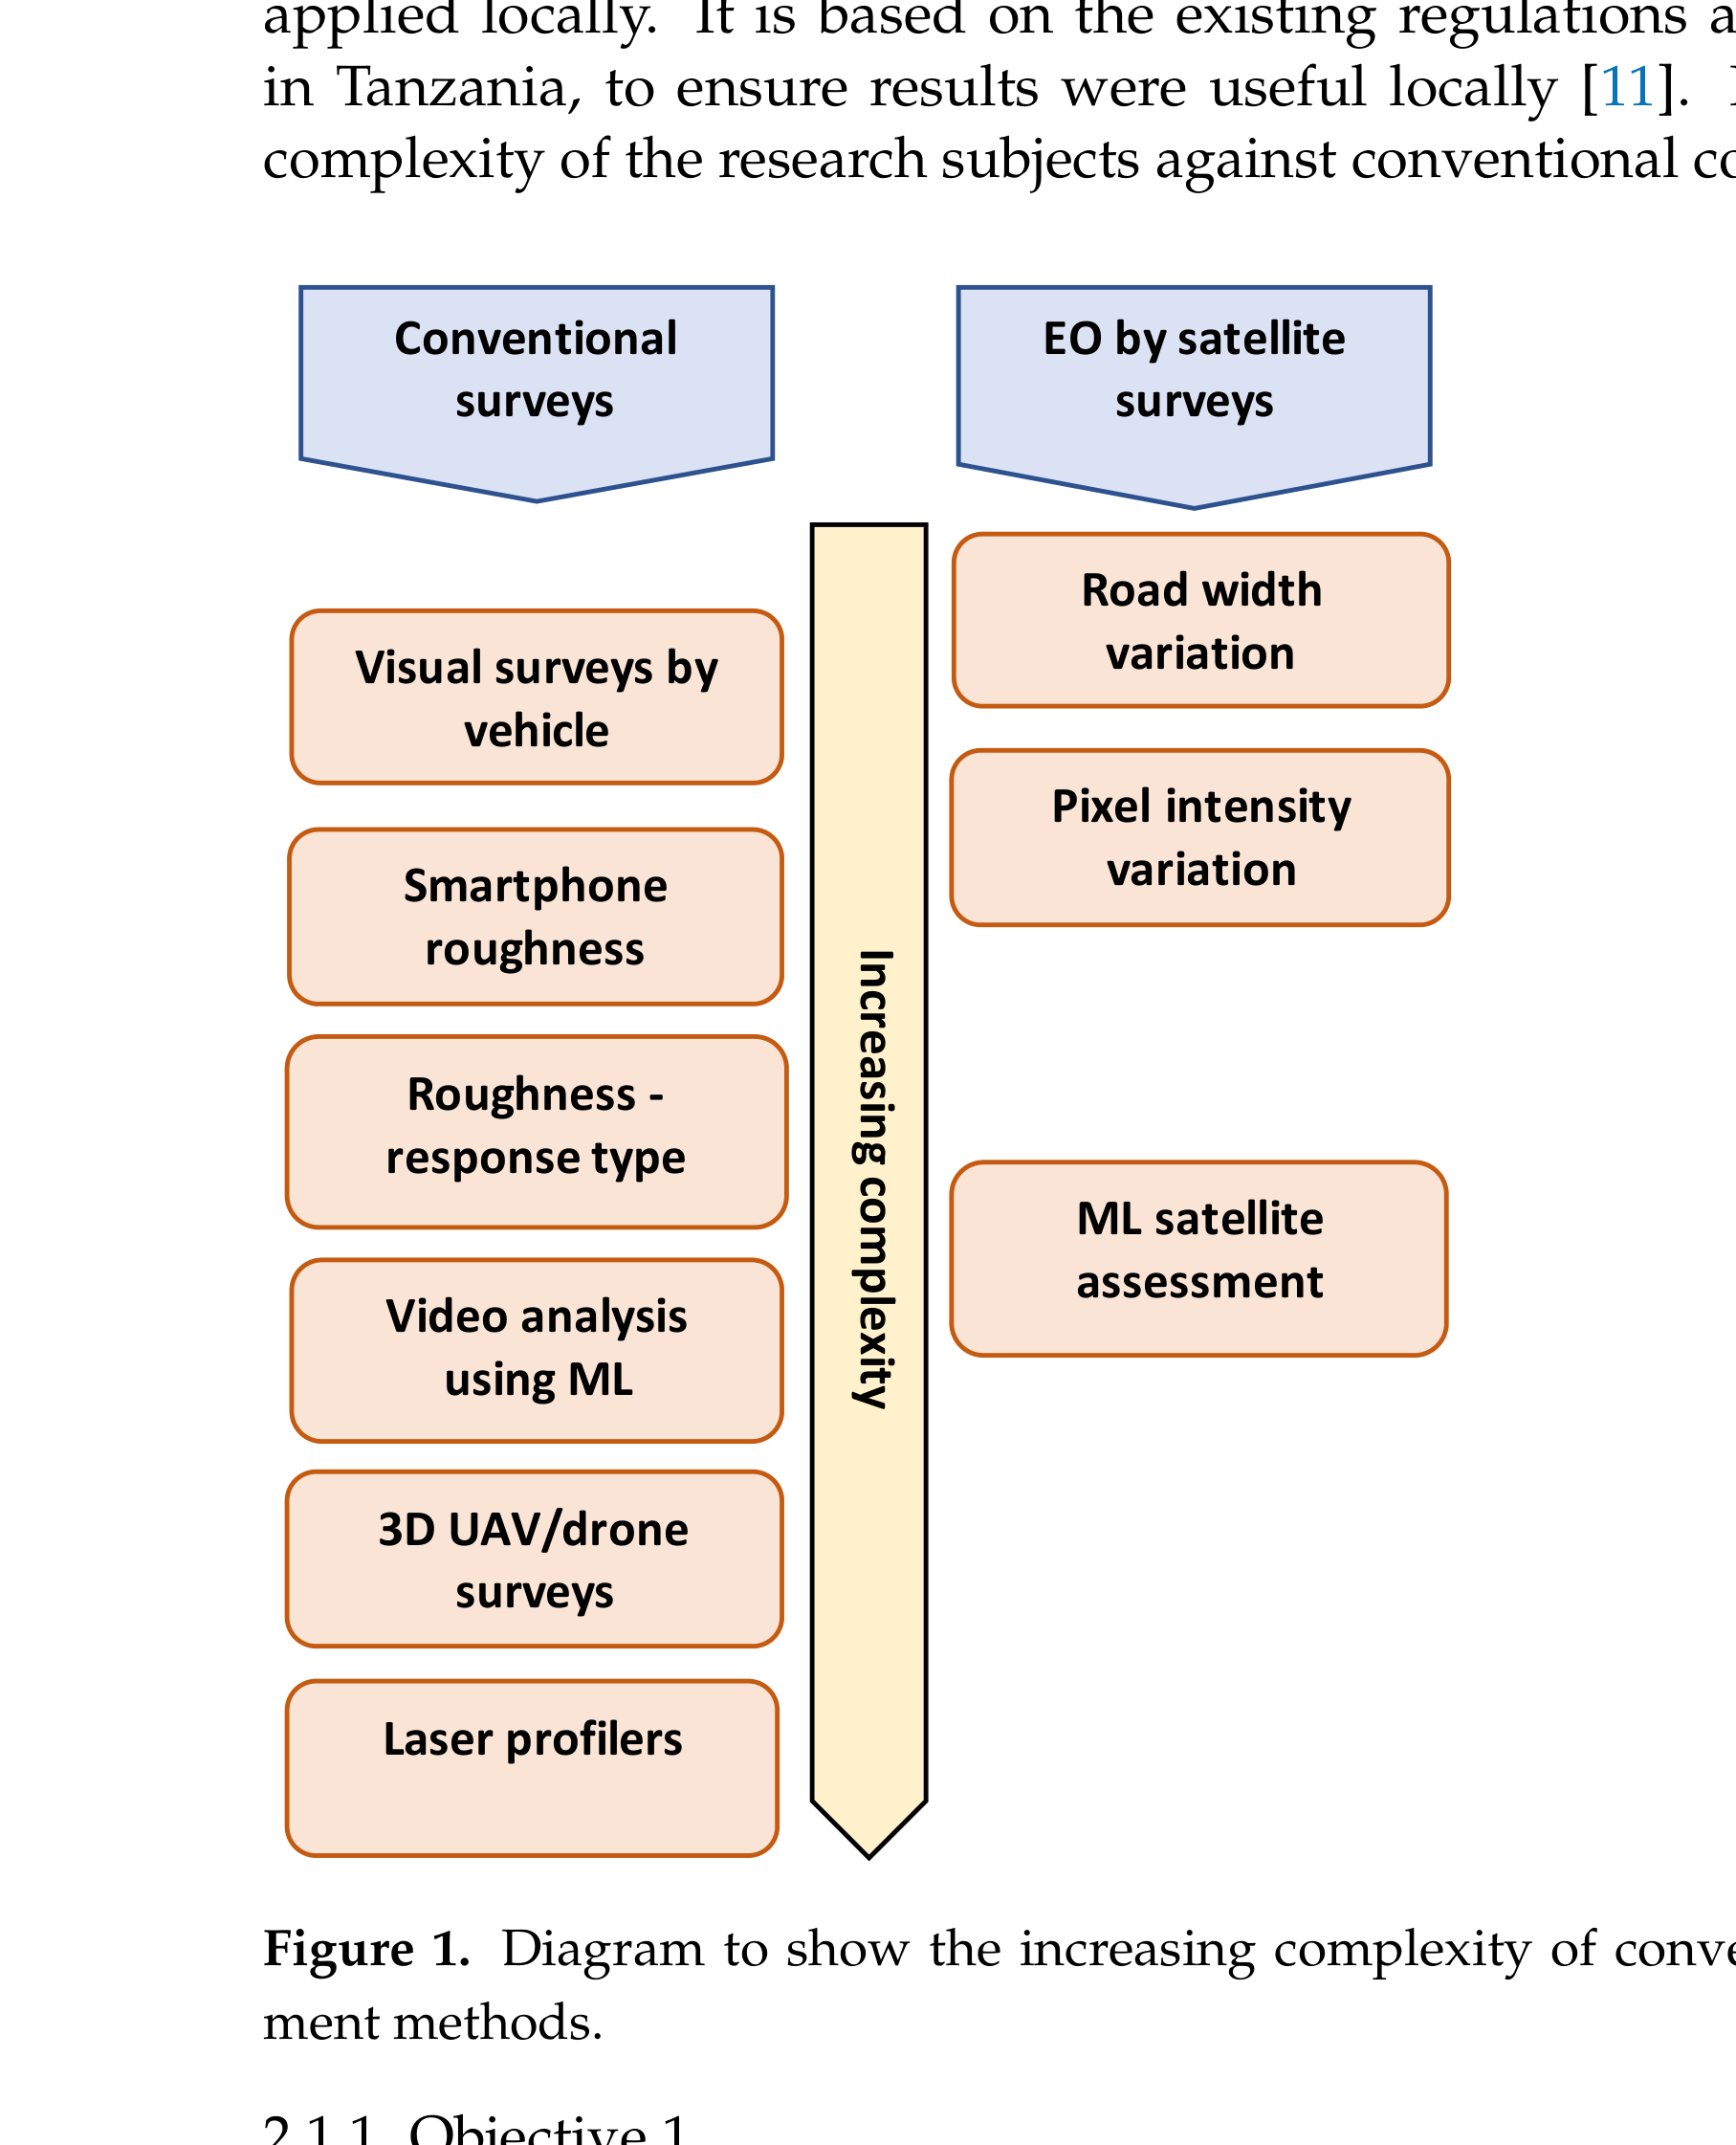 applied locally. It is based on the existing regulations
in Tanzania, to ensure results were useful locally [11].
complexity of the research subjects against conventional
Conventional
surveys
EO by satellite
surveys
Road width
variation
Visual surveys by
vehicle
Pixel intensity
variation
Smartphone
roughness
Increasing complexity
Roughness -
response type
ML satellite
assessment
Video analysis
using ML
3D UAV/drone
surveys
Laser profilers
Figure 1. Diagram to show the increasing complexity of
ment methods.
2.1.1. Objective 1